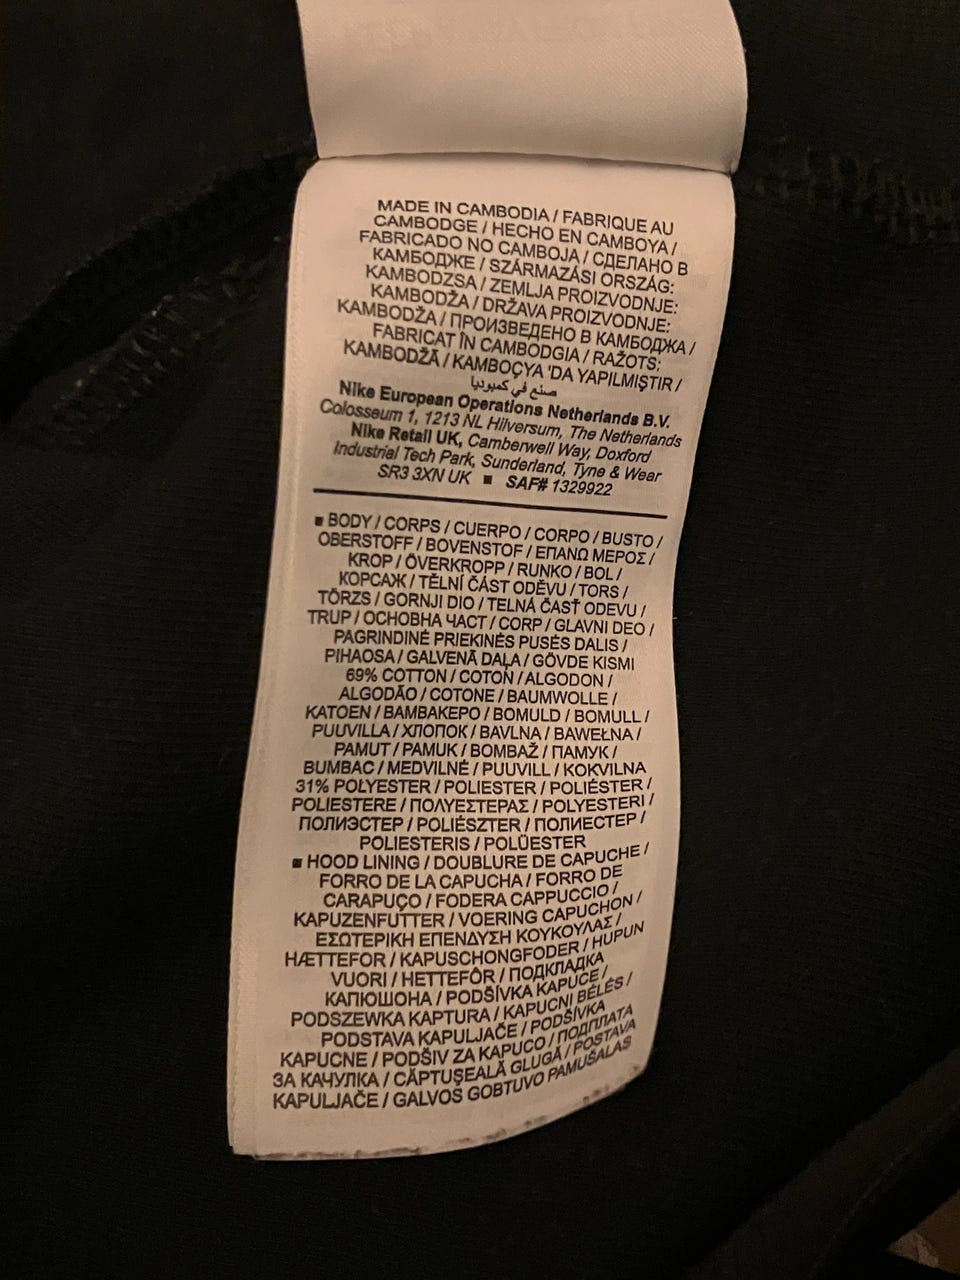 MADE IN CAMBODIA / FABRIQUE AU
CAMBODGE / HECHO EN CAMBOYA /
FABRICADO NO CAMBOJA / СДЕЛАНО В
КАМБОДЖЕ / SZÁRMAZÁSI ORSZÁG:
KAMBODZSA / ZEMLJA PROIZVODNJE:
KAMBODŽA / DRŽAVA PROIZVODNJE:
KAMBODŽA / ПРОИЗВЕДЕНО В КАМБОДЖА /
FABRICAT ÎN CAMBODGIA / RAŽOTS:
KAMBODŽĀ / KAMBOÇYA 'DA YAPILMIŞTIR /
صنع في كمبوديا
Nike European Operations Netherlands B.V.
Colosseum 1, 1213 NL Hilversum, The Netherlands
Nike Retail UK, Camberwell Way, Doxford
Industrial Tech Park, Sunderland, Tyne & Wear
SR3 3XN UK ■ SAF# 1329922
■ BODY / CORPS / CUERPO / CORPO / BUSTO /
OBERSTOFF / BOVENSTOF / ΕΠΑΝΩ ΜΕΡΟΣ /
KROP / ÖVERKROPP / RUNKO / BOL /
КОРСАЖ / TĚLNÍ ČÁST ODĚVU / TORS /
TÖRZS / GORNJI DIO / TELNÁ ČASŤ ODEVU /
TRUP / ОСНОВНА ЧАСТ / CORP / GLAVNI DEO /
PAGRINDINĖ PRIEKINĖS PUSĖS DALIS /
PIHAOSA / GALVENĀ DAĻA / GÖVDE KISMI
69% COTTON / COTON / ALGODON /
ALGODÃO / COTONE / BAUMWOLLE /
KATOEN / ΒΑΜΒΑΚΕΡΟ / BOMULD / BOMULL /
PUUVILLA / ХЛОПОК / BAVLNA / BAWEŁNA /
PAMUT / PAMUK / BOMBAŽ / ПАМУК /
BUMBAC / MEDVILNĖ / PUUVILL / KOKVILNA
31% POLYESTER / POLIESTER / POLIÉSTER /
POLIESTERE / ΠΟΛΥΕΣΤΕΡΑΣ / POLYESTERI /
ПОЛИЭСТЕР / POLIÉSZTER / ПОЛИЕСТЕР /
POLIESTERIS / POLÜESTER
■ HOOD LINING / DOUBLURE DE CAPUCHE /
FORRO DE LA CAPUCHA / FORRO DE
CARAPUÇO / FODERA CAPPUCCIO /
KAPUZENFUTTER / VOERING CAPUCHON /
ΕΣΩΤΕΡΙΚΗ ΕΠΕΝΔΥΣΗ ΚΟΥΚΟΥΛΑΣ /
HÆTTEFOR / KAPUSCHONGFODER / HUPUN
VUORI / HETTEFÔR / ПОДКЛАДКА
КАПЮШОНА / PODŠÍVKA KAPUCE /
PODSZEWKA KAPTURA / KAPUCNI BÉLÉS /
PODSTAVA KAPULJAČE / PODŠÍVKA
KAPUCNE / PODŠIV ZA KAPUCO / ПОДПЛАТА
ЗА КАЧУЛКА / CĂPTUȘEALĂ GLUGĂ / POSTAVA
KAPULJAČE / GALVOS GOBTUVO PAMUŠALAS